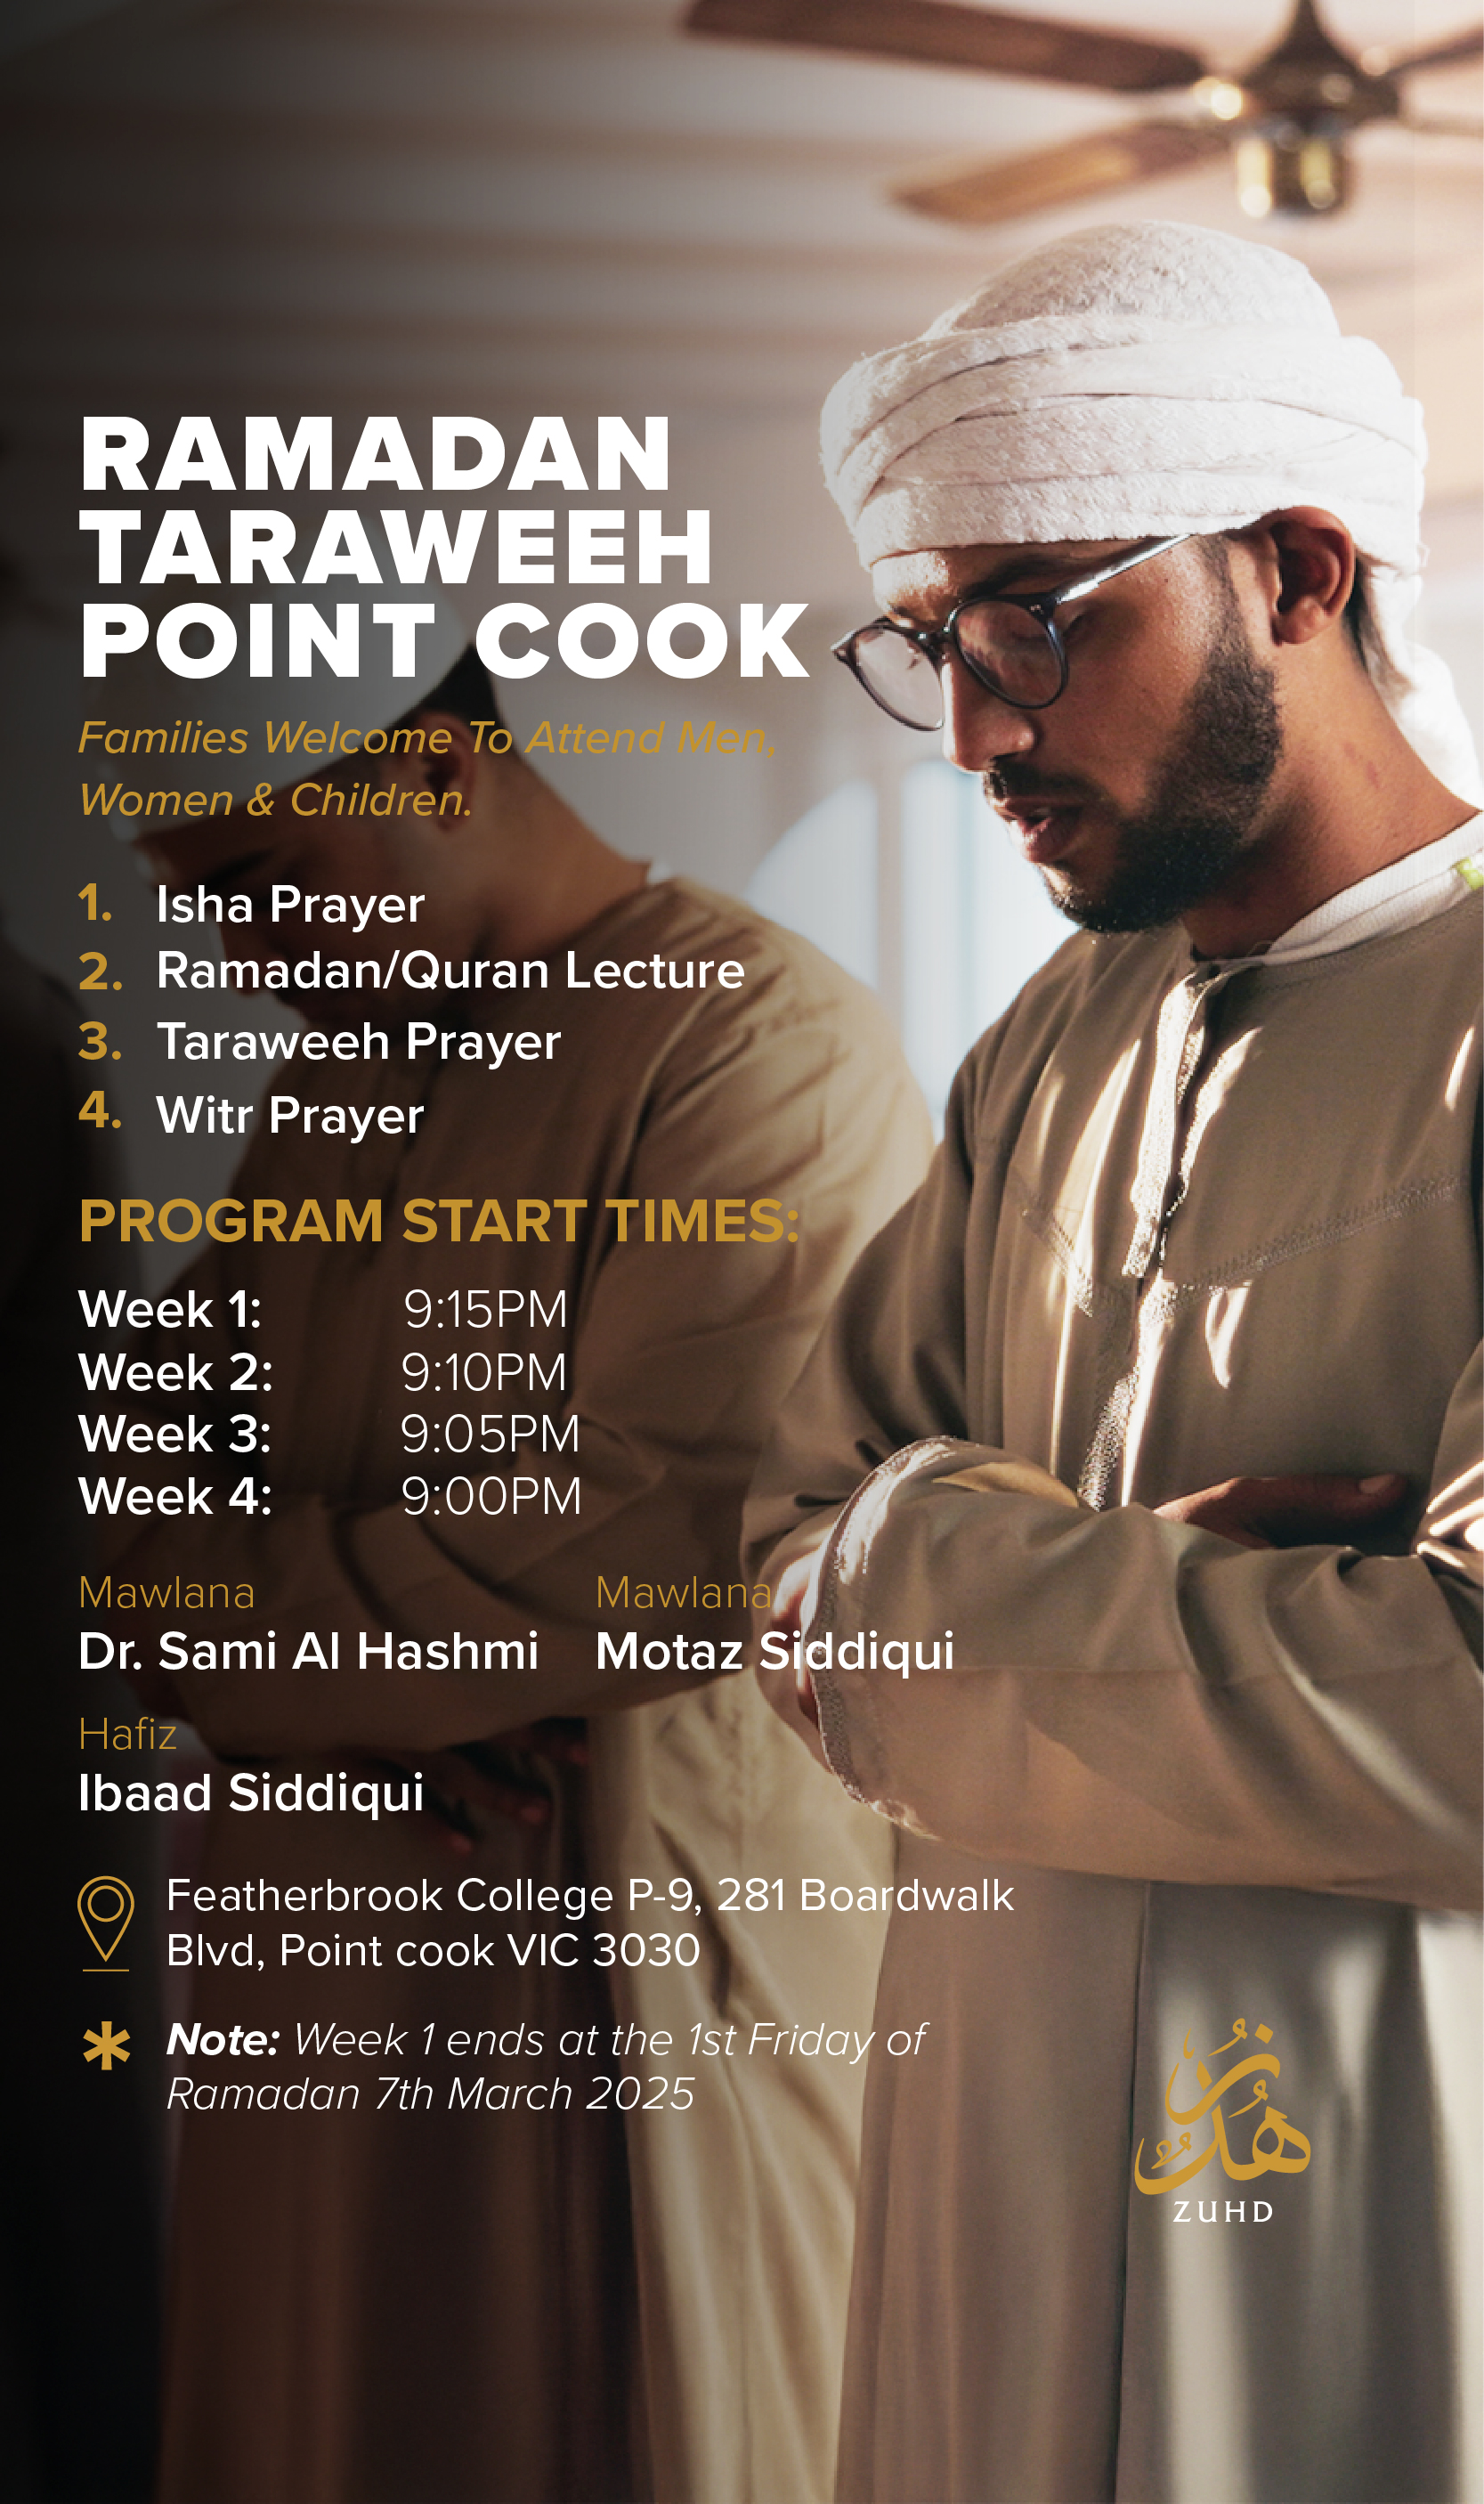 RAMADAN
TARAWEEH
POINT COOK
Families Welcome To Attend Men,
Women & Children.
1. Isha Prayer
2. Ramadan/Quran Lecture
3. Taraweeh Prayer
4. Witr Prayer
PROGRAM START TIMES:
Week 1: 9:15PM
Week 2: 9:10PM
Week 3: 9:05PM
Week 4: 9:00PM
Mawlana
Dr. Sami Al Hashmi
Mawlana
Motaz Siddiqui
Hafiz
Ibaad Siddiqui
Featherbrook College P-9, 281 Boardwalk
Blvd, Point cook VIC 3030
* Note: Week 1 ends at the 1st Friday of
Ramadan 7th March 2025
زُهْد
ZUHD